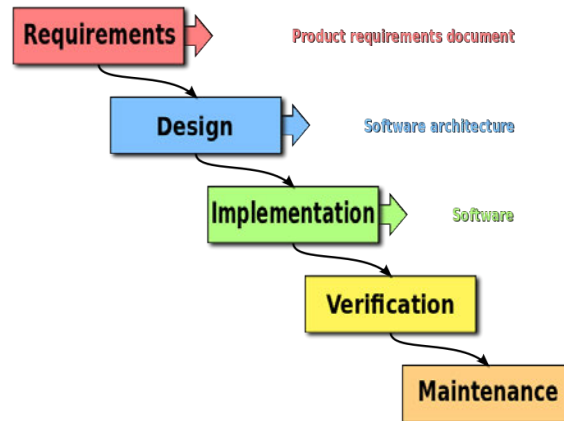 Requirements
Product requirements document
Design
Software architecture
Implementation
Software
Verification
Maintenance